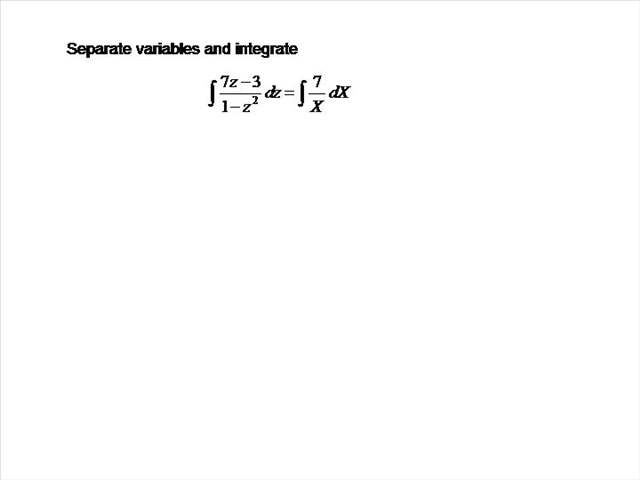 Separate variables and integrate
∫ (7z−3)/(1−z²) dz = ∫ 7/X dX